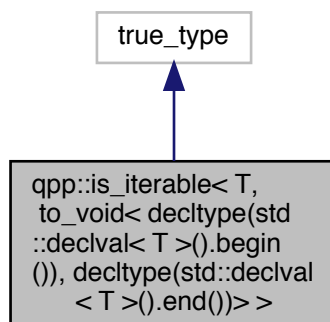 true_type
qpp::is_iterable< T,
to_void< decltype(std
::declval< T >().begin
()), decltype(std::declval
< T >().end())> >